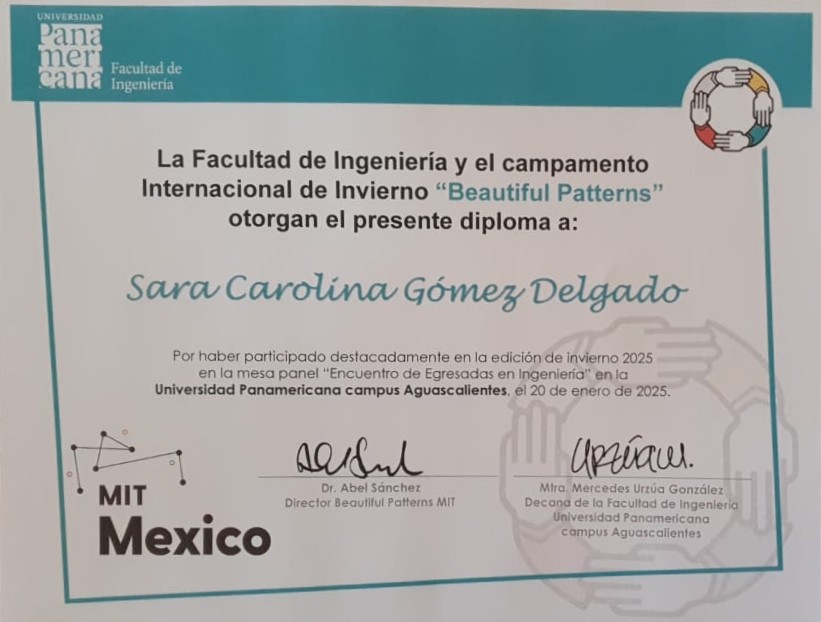 UNIVERSIDAD
Pana
meri
cana
Facultad de
Ingeniería
La Facultad de Ingeniería y el campamento
Internacional de Invierno “Beautiful Patterns”
otorgan el presente diploma a:
Sara Carolina Gómez Delgado
Por haber participado destacadamente en la edición de invierno 2025
en la mesa panel “Encuentro de Egresadas en Ingeniería” en la
Universidad Panamericana campus Aguascalientes, el 20 de enero de 2025.
MIT
Mexico
Dr. Abel Sánchez
Director Beautiful Patterns MIT
Mtra. Mercedes Urzúa González
Decana de la Facultad de Ingeniería
Universidad Panamericana
campus Aguascalientes